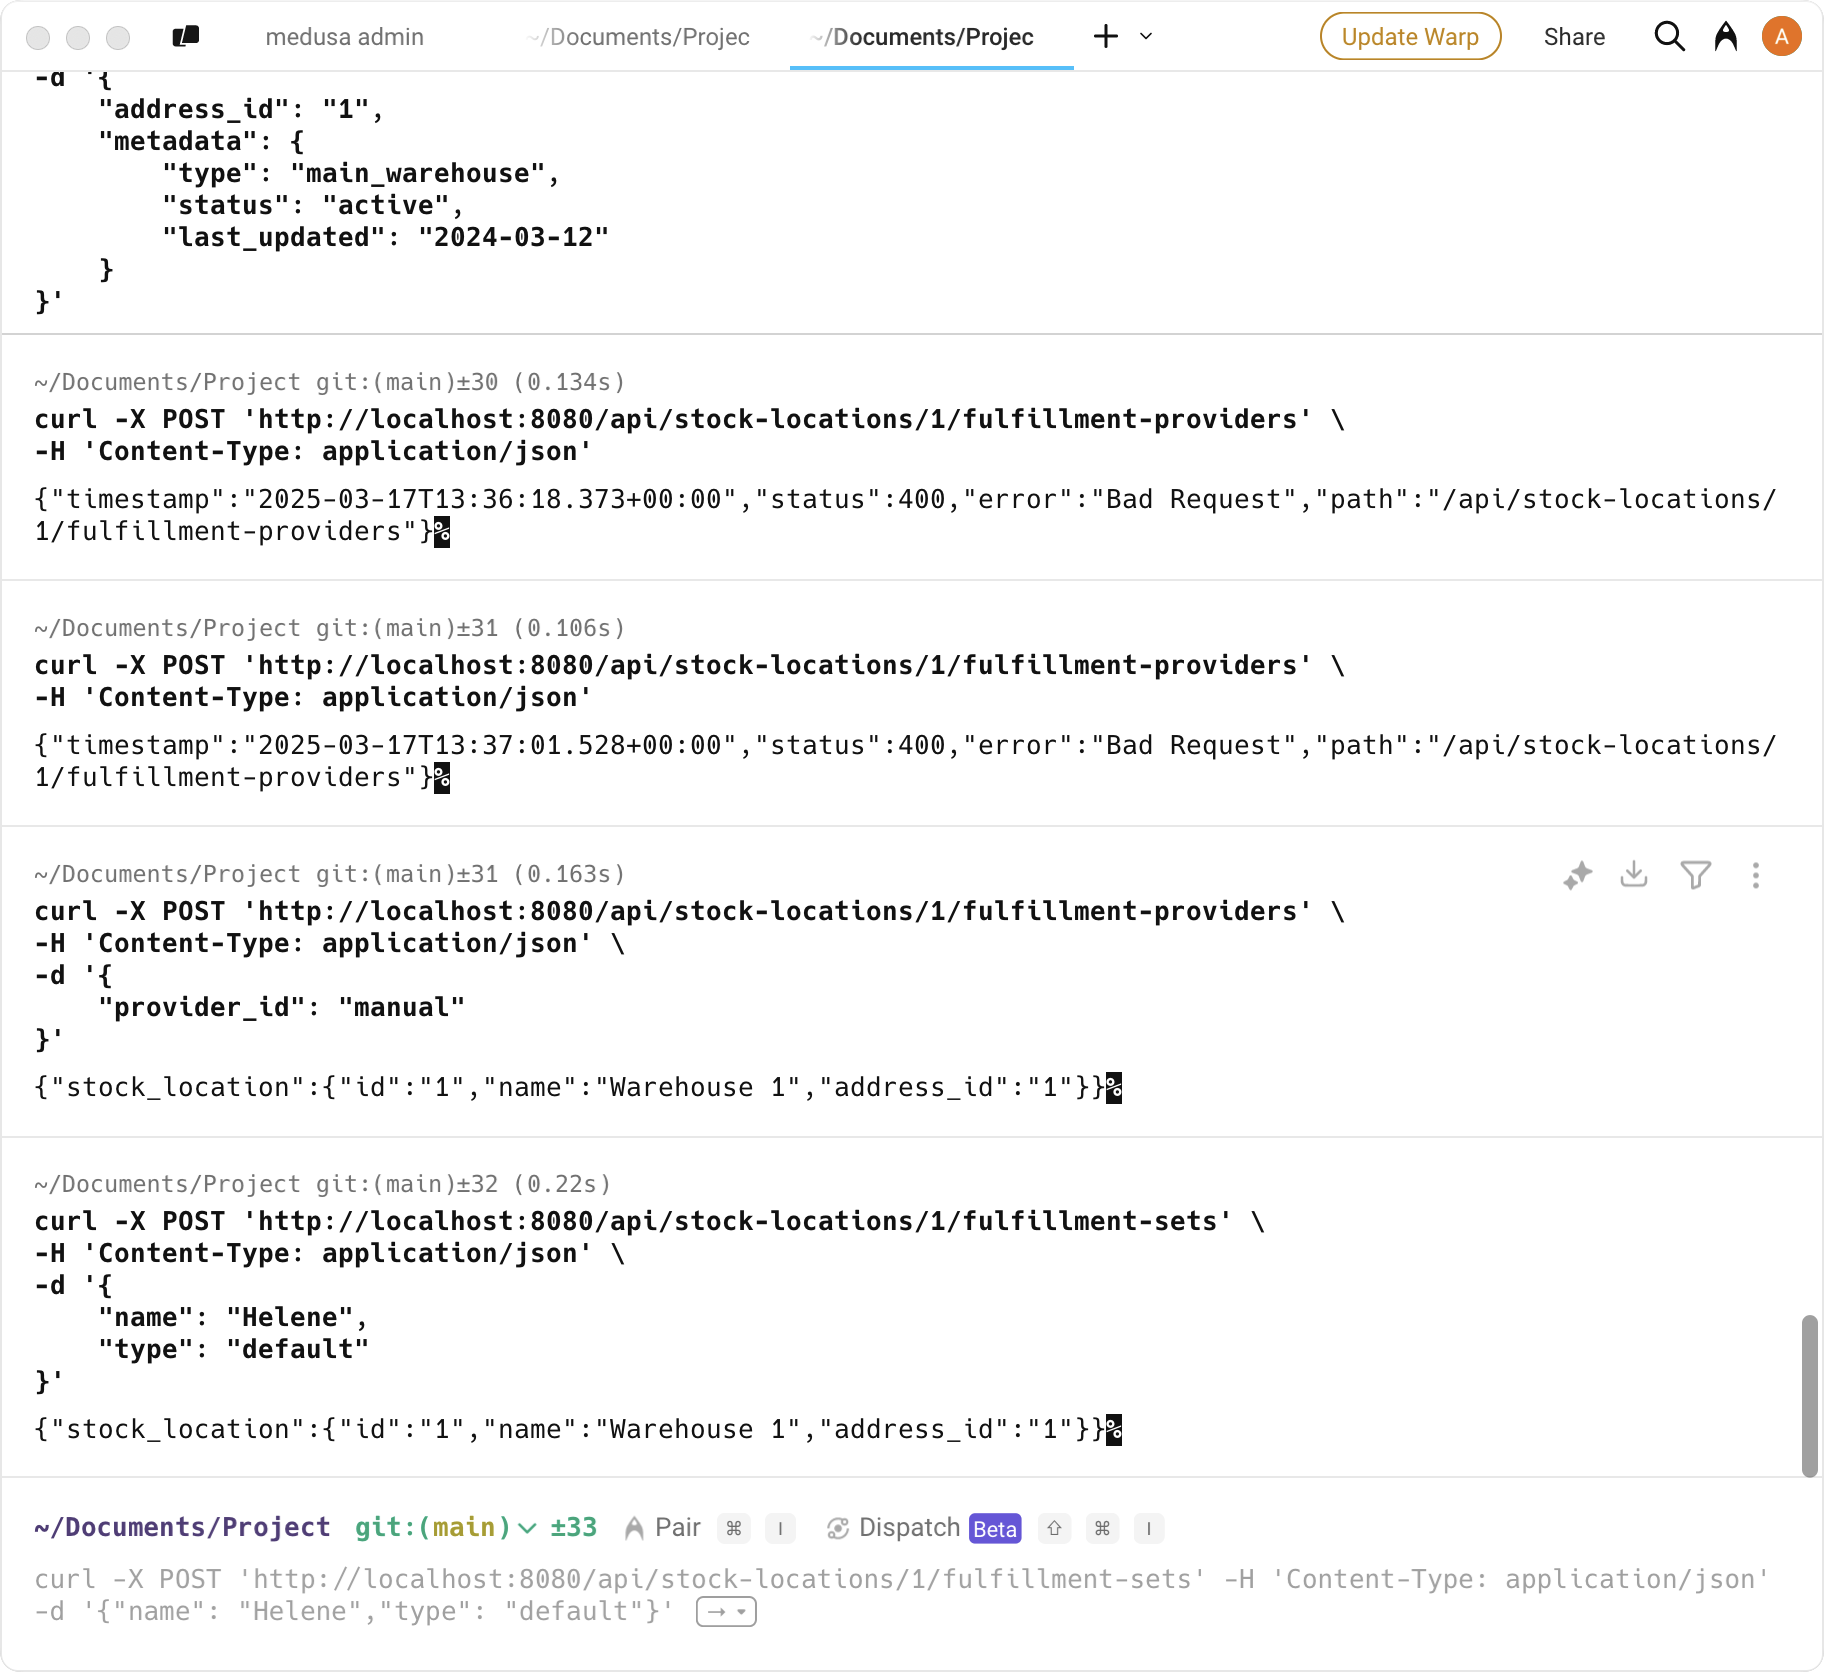 medusa admin
~/Documents/Projec
~/Documents/Projec
Update Warp
Share
A
-d '{
    "address_id": "1",
    "metadata": {
        "type": "main_warehouse",
        "status": "active",
        "last_updated": "2024-03-12"
    }
}'
~/Documents/Project git:(main)±30 (0.134s)
curl -X POST 'http://localhost:8080/api/stock-locations/1/fulfillment-providers' \
-H 'Content-Type: application/json'
{"timestamp":"2025-03-17T13:36:18.373+00:00","status":400,"error":"Bad Request","path":"/api/stock-locations/
1/fulfillment-providers"}%
~/Documents/Project git:(main)±31 (0.106s)
curl -X POST 'http://localhost:8080/api/stock-locations/1/fulfillment-providers' \
-H 'Content-Type: application/json'
{"timestamp":"2025-03-17T13:37:01.528+00:00","status":400,"error":"Bad Request","path":"/api/stock-locations/
1/fulfillment-providers"}%
~/Documents/Project git:(main)±31 (0.163s)
curl -X POST 'http://localhost:8080/api/stock-locations/1/fulfillment-providers' \
-H 'Content-Type: application/json' \
-d '{
    "provider_id": "manual"
}'
{"stock_location":{"id":"1","name":"Warehouse 1","address_id":"1"}}%
~/Documents/Project git:(main)±32 (0.22s)
curl -X POST 'http://localhost:8080/api/stock-locations/1/fulfillment-sets' \
-H 'Content-Type: application/json' \
-d '{
    "name": "Helene",
    "type": "default"
}'
{"stock_location":{"id":"1","name":"Warehouse 1","address_id":"1"}}%
~/Documents/Project git:(main) ±33 Pair ⌘ I Dispatch Beta ⇧ ⌘ I
curl -X POST 'http://localhost:8080/api/stock-locations/1/fulfillment-sets' -H 'Content-Type: application/json'
-d '{"name": "Helene","type": "default"}'